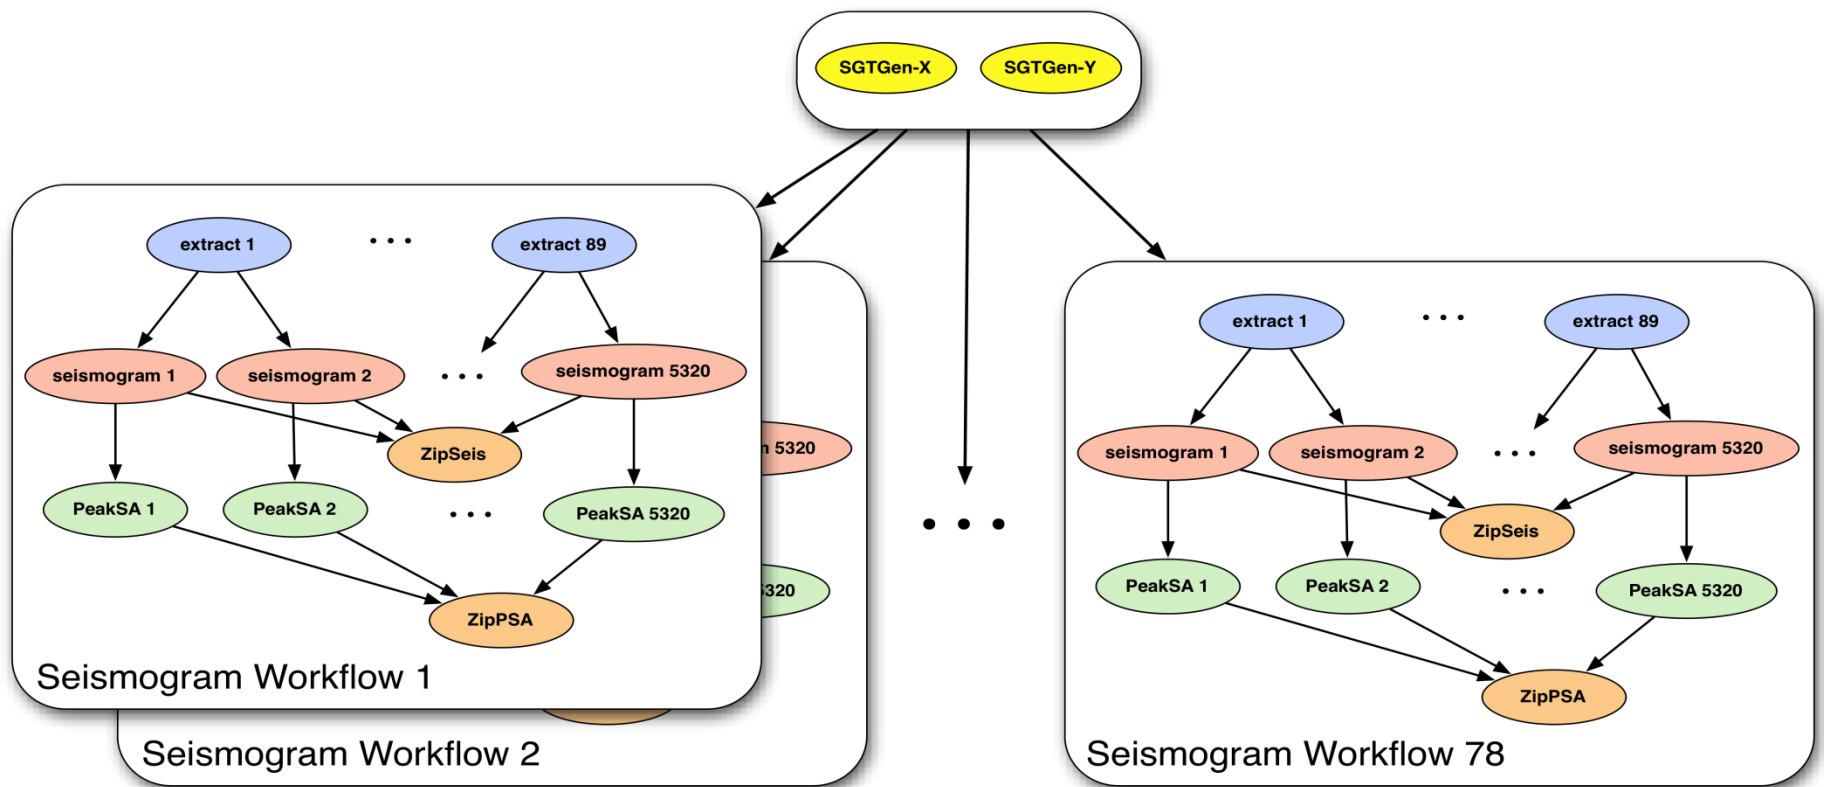 SGTGen-X SGTGen-Y
extract 1 ... extract 89
seismogram 1 seismogram 2 ... seismogram 5320
ZipSeis
PeakSA 1 PeakSA 2 ... PeakSA 5320
ZipPSA
Seismogram Workflow 1
5320
5320
Seismogram Workflow 2
...
extract 1 ... extract 89
seismogram 1 seismogram 2 ... seismogram 5320
ZipSeis
PeakSA 1 PeakSA 2 ... PeakSA 5320
ZipPSA
Seismogram Workflow 78